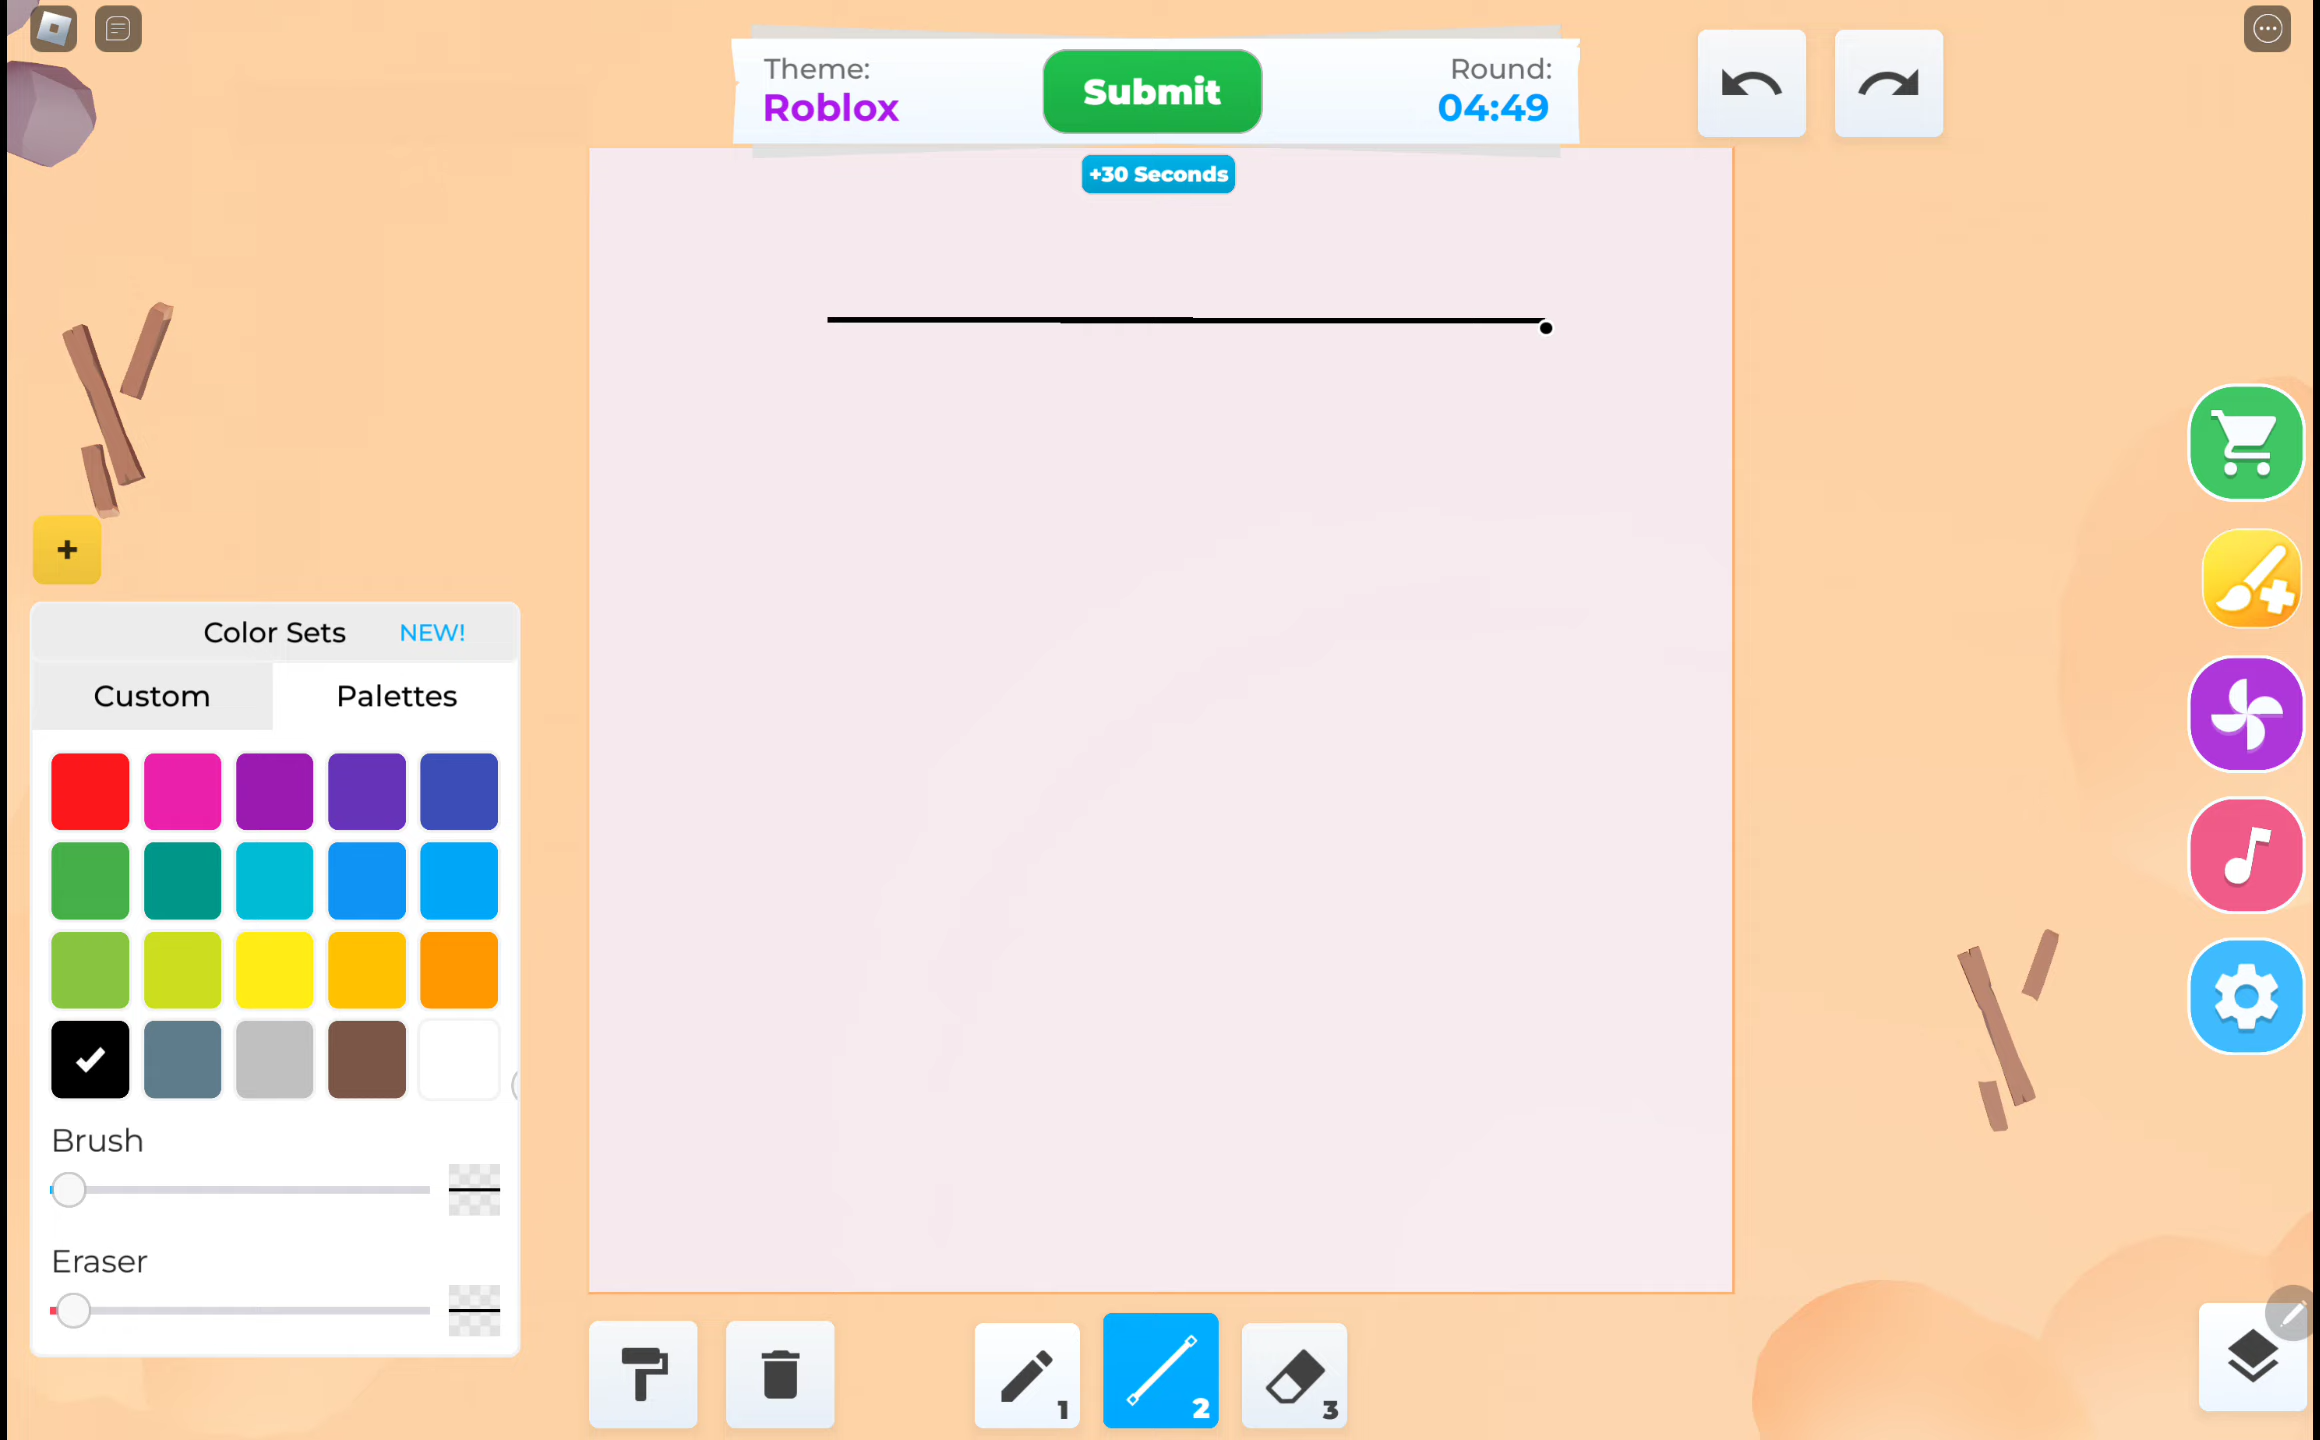 Theme:
Roblox
Submit
Round:
04:49
+30 Seconds
+
Color Sets NEW!
Custom Palettes
Brush
Eraser
1
2
3